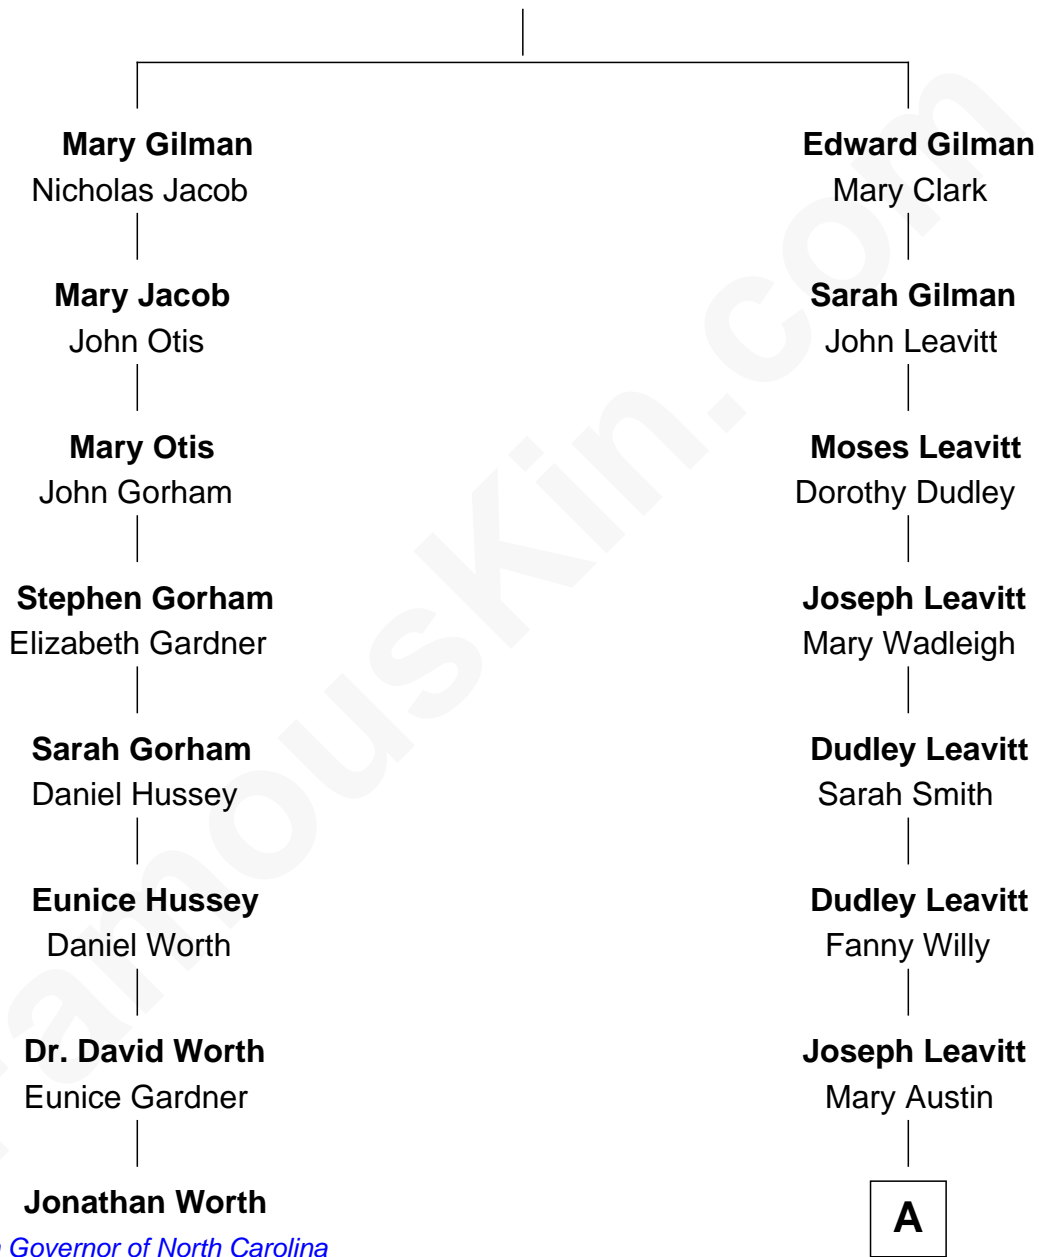 Mary Gilman
Nicholas Jacob
Mary Jacob
John Otis
Mary Otis
John Gorham
Stephen Gorham
Elizabeth Gardner
Sarah Gorham
Daniel Hussey
Eunice Hussey
Daniel Worth
Dr. David Worth
Eunice Gardner
Jonathan Worth
Governor of North Carolina
Edward Gilman
Mary Clark
Sarah Gilman
John Leavitt
Moses Leavitt
Dorothy Dudley
Joseph Leavitt
Mary Wadleigh
Dudley Leavitt
Sarah Smith
Dudley Leavitt
Fanny Willy
Joseph Leavitt
Mary Austin
A
FamousKin.com